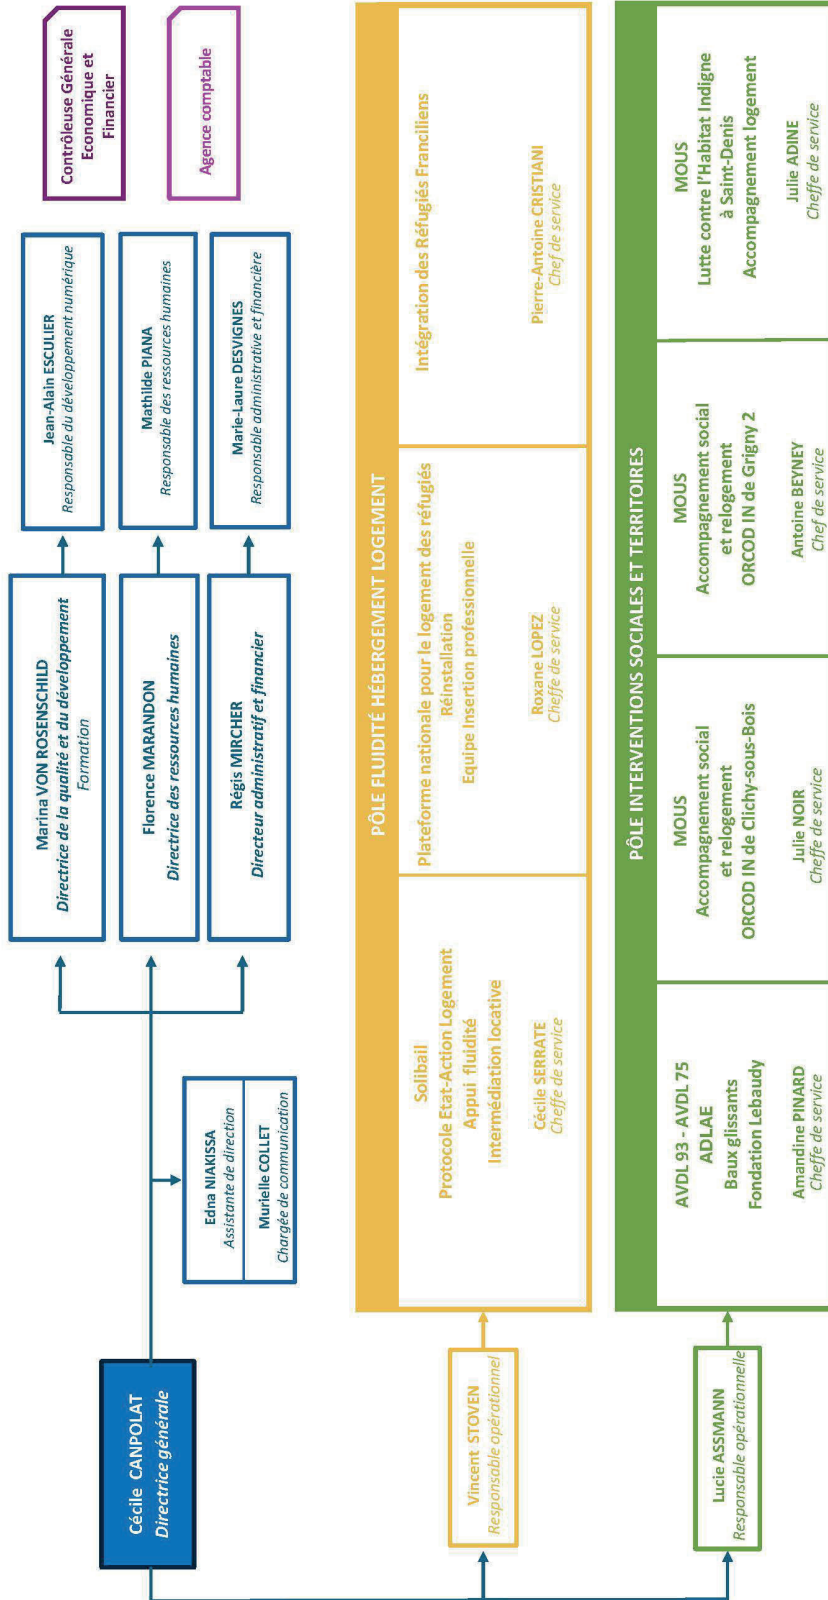 Cécile CANPOLAT
Directrice générale
Edna NIAKISSA
Assistante de direction
Murielle COLLET
Chargée de communication
Marina VON ROSENSCHILD
Directrice de la qualité et du développement
Formation
Jean-Alain ESCULIER
Responsable du développement numérique
Florence MARANDON
Directrice des ressources humaines
Mathilde PIANA
Responsable des ressources humaines
Régis MIRCHER
Directeur administratif et financier
Marie-Laure DESVIGNES
Responsable administrative et financière
Contrôleuse Générale
Economique et
Financier
Agence comptable
Vincent STOVEN
Responsable opérationnel
PÔLE FLUIDITÉ HÉBERGEMENT LOGEMENT
Solibail
Protocole Etat-Action Logement
Appui fluidité
Intermédiation locative
Cécile SERRATE
Cheffe de service
Plateforme nationale pour le logement des réfugiés
Réinstallation
Equipe Insertion professionnelle
Roxane LOPEZ
Cheffe de service
Intégration des Réfugiés Franciliens
Pierre-Antoine CRISTIANI
Chef de service
Lucie ASSMANN
Responsable opérationnelle
PÔLE INTERVENTIONS SOCIALES ET TERRITOIRES
AVDL 93 - AVDL 75
ADLAE
Baux glissants
Fondation Lebaudy
Amandine PINARD
Cheffe de service
MOUS
Accompagnement social
et relogement
ORCOD IN de Clichy-sous-Bois
Julie NOIR
Cheffe de service
MOUS
Accompagnement social
et relogement
ORCOD IN de Grigny 2
Antoine BEYNEY
Chef de service
MOUS
Lutte contre l'Habitat Indigne
à Saint-Denis
Accompagnement logement
Julie ADINE
Cheffe de service